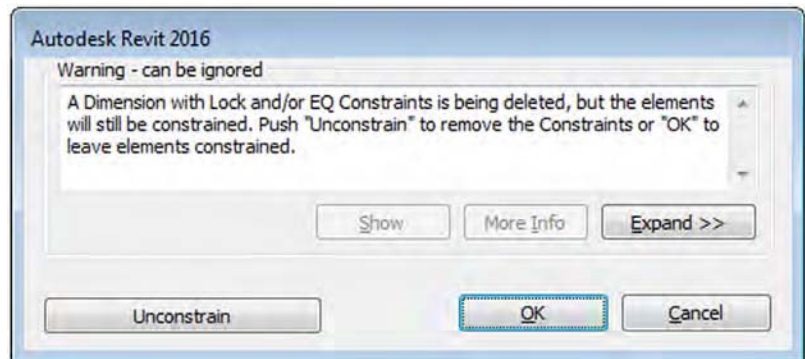 Autodesk Revit 2016
Warning - can be ignored
A Dimension with Lock and/or EQ Constraints is being deleted, but the elements
will still be constrained. Push "Unconstrain" to remove the Constraints or "OK" to
leave elements constrained.
Show More Info Expand >>
Unconstrain OK Cancel